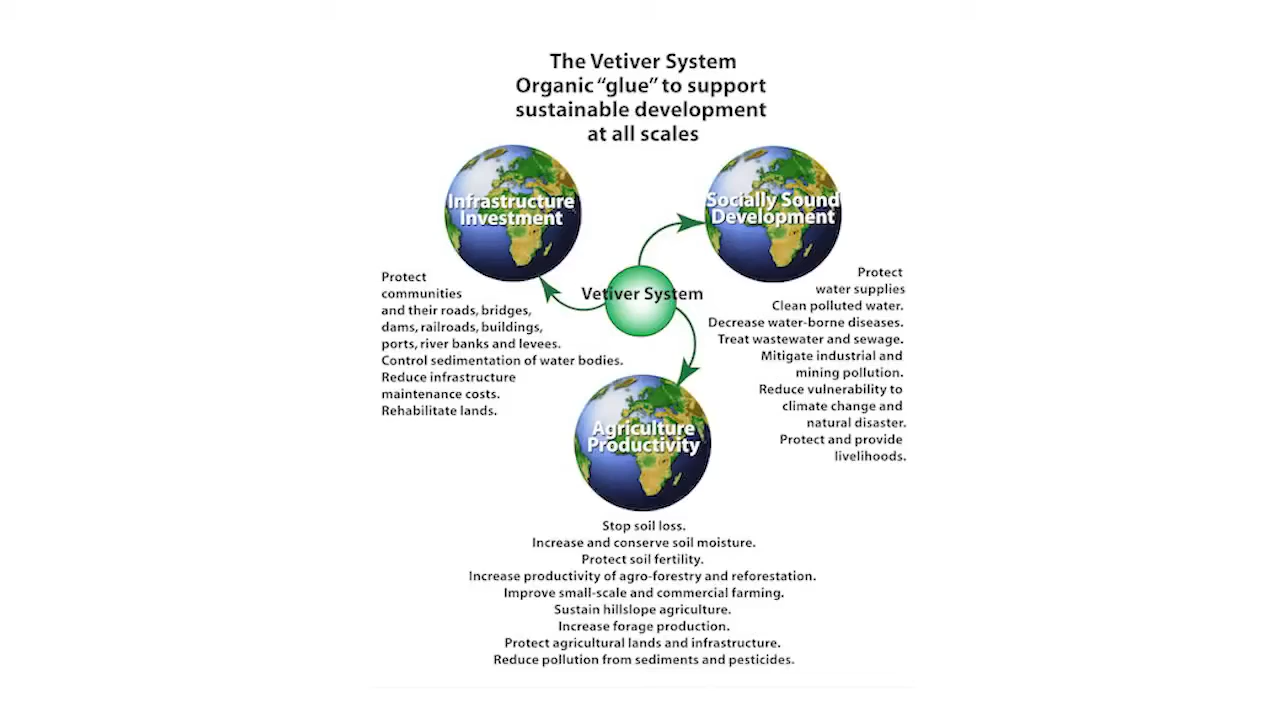 The Vetiver System
Organic “glue” to support
sustainable development
at all scales
Infrastructure
Investment
Socially Sound
Development
Vetiver System
Protect
communities
and their roads, bridges,
dams, railroads, buildings,
ports, river banks and levees.
Control sedimentation of water bodies.
Reduce infrastructure
maintenance costs.
Rehabilitate lands.
Protect
water supplies
Clean polluted water.
Decrease water-borne diseases.
Treat wastewater and sewage.
Mitigate industrial and
mining pollution.
Reduce vulnerability to
climate change and
natural disaster.
Protect and provide
livelihoods.
Agriculture
Productivity
Stop soil loss.
Increase and conserve soil moisture.
Protect soil fertility.
Increase productivity of agro-forestry and reforestation.
Improve small-scale and commercial farming.
Sustain hillslope agriculture.
Increase forage production.
Protect agricultural lands and infrastructure.
Reduce pollution from sediments and pesticides.